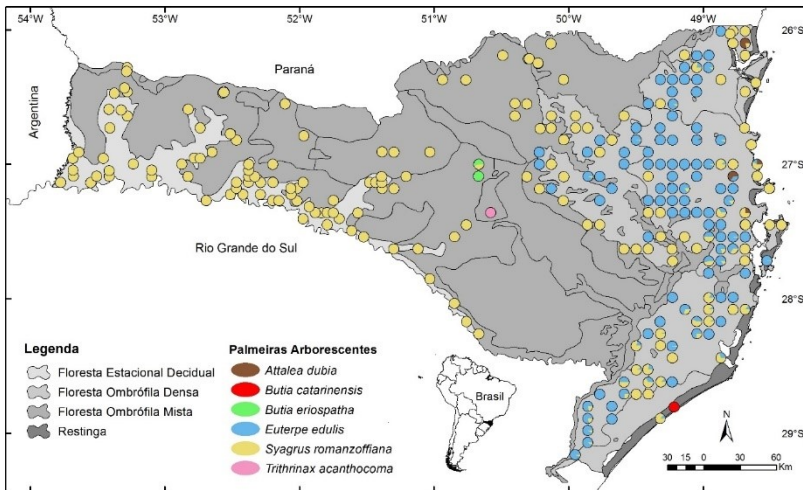 54°W 53°W 52°W 51°W 50°W 49°W
26°S
Paraná
Argentina
27°S
Rio Grande do Sul
28°S
Legenda
Floresta Estacional Decidual
Floresta Ombrófila Densa
Floresta Ombrófila Mista
Restinga
Palmeiras Arborescentes
Attalea dubia
Butia catarinensis
Butia eriospatha
Euterpe edulis
Syagrus romanzoffiana
Trithrinax acanthocoma
Brasil
N
29°S
30 15 0 30 60
Km